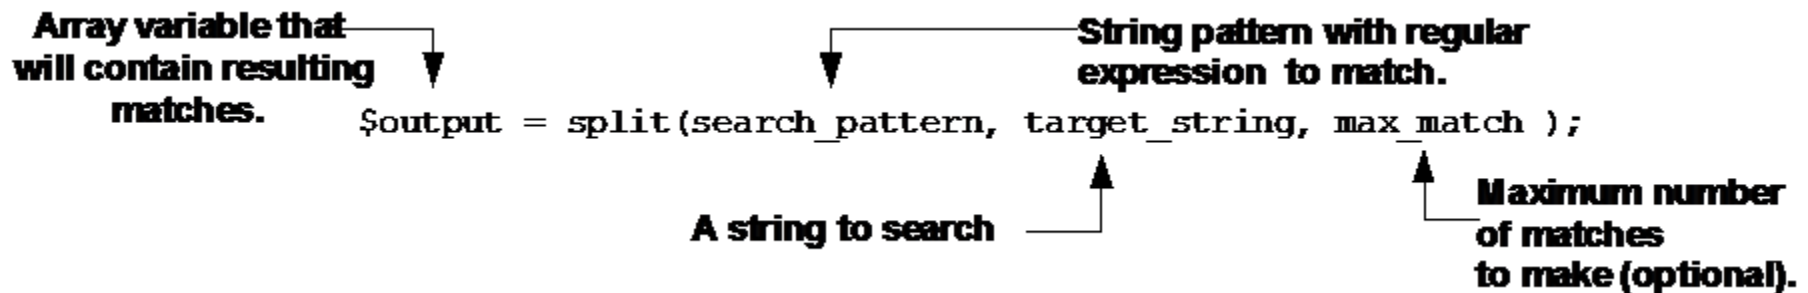 Array variable that
will contain resulting
matches.
String pattern with regular
expression to match.
$output = split(search_pattern, target_string, max_match );
A string to search
Maximum number
of matches
to make (optional).